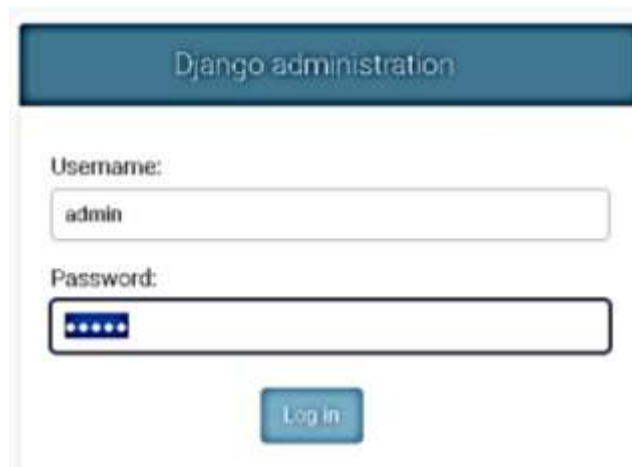 Django administration
Username:
admin
Password:
•••••
Log in